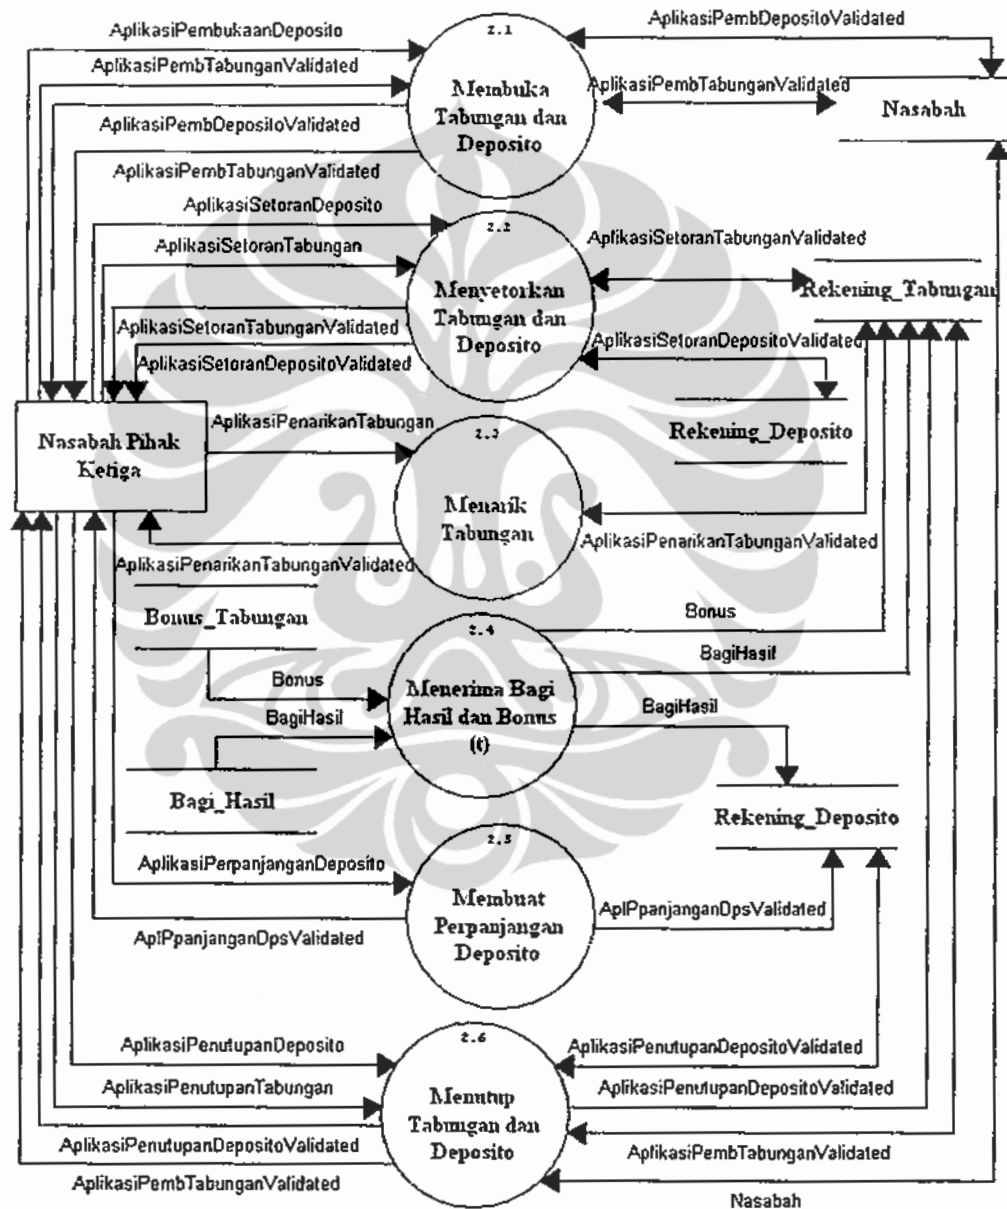 AplikasiPembukaanDeposito
AplikasiPembTabunganValidated
AplikasiPembDepositoValidated
AplikasiPembTabunganValidated
2.1
Membuka
Tabungan dan
Deposito
AplikasiPembDepositoValidated
AplikasiPembTabunganValidated
Nasabah
AplikasiSetoranDeposito
AplikasiSetoranTabungan
AplikasiSetoranTabunganValidated
AplikasiSetoranDepositoValidated
2.2
Menyetorkan
Tabungan dan
Deposito
AplikasiSetoranTabunganValidated
Rekening_Tabungan
AplikasiSetoranDepositoValidated
Rekening_Deposito
Nasabah Pihak
Ketiga
AplikasiPenarikanTabungan
2.3
Menarik
Tabungan
AplikasiPenarikanTabunganValidated
AplikasiPenarikanTabunganValidated
Bonus_Tabungan
Bonus
BagiHasil
Bagi_Hasil
2.4
Menerima Bagi
Hasil dan Bonus
(t)
Bonus
BagiHasil
BagiHasil
Rekening_Deposito
AplikasiPerpanjanganDeposito
AplPpanjanganDpsValidated
2.5
Membuat
Perpanjangan
Deposito
AplPpanjanganDpsValidated
AplikasiPenutupanDeposito
AplikasiPenutupanTabungan
AplikasiPenutupanDepositoValidated
AplikasiPembTabunganValidated
2.6
Menutup
Tabungan dan
Deposito
AplikasiPenutupanDepositoValidated
AplikasiPenutupanDepositoValidated
AplikasiPembTabunganValidated
Nasabah